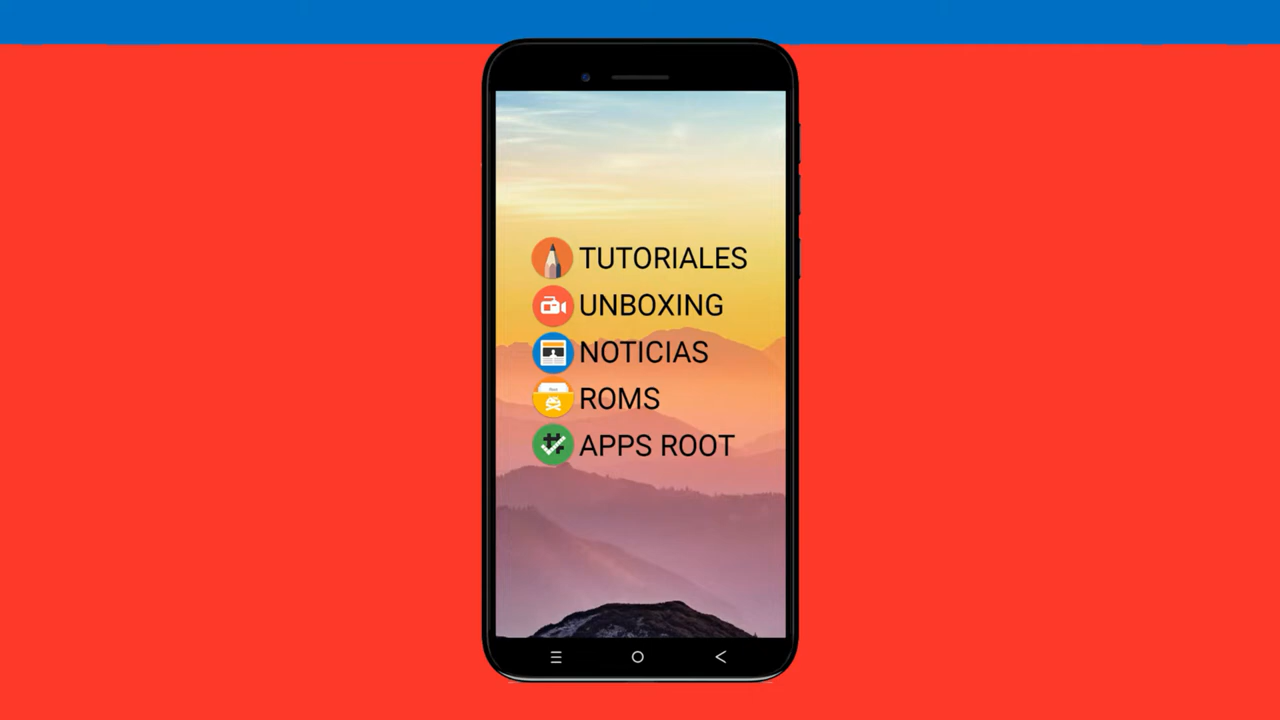 TUTORIALES
UNBOXING
NOTICIAS
ROMS
APPS ROOT